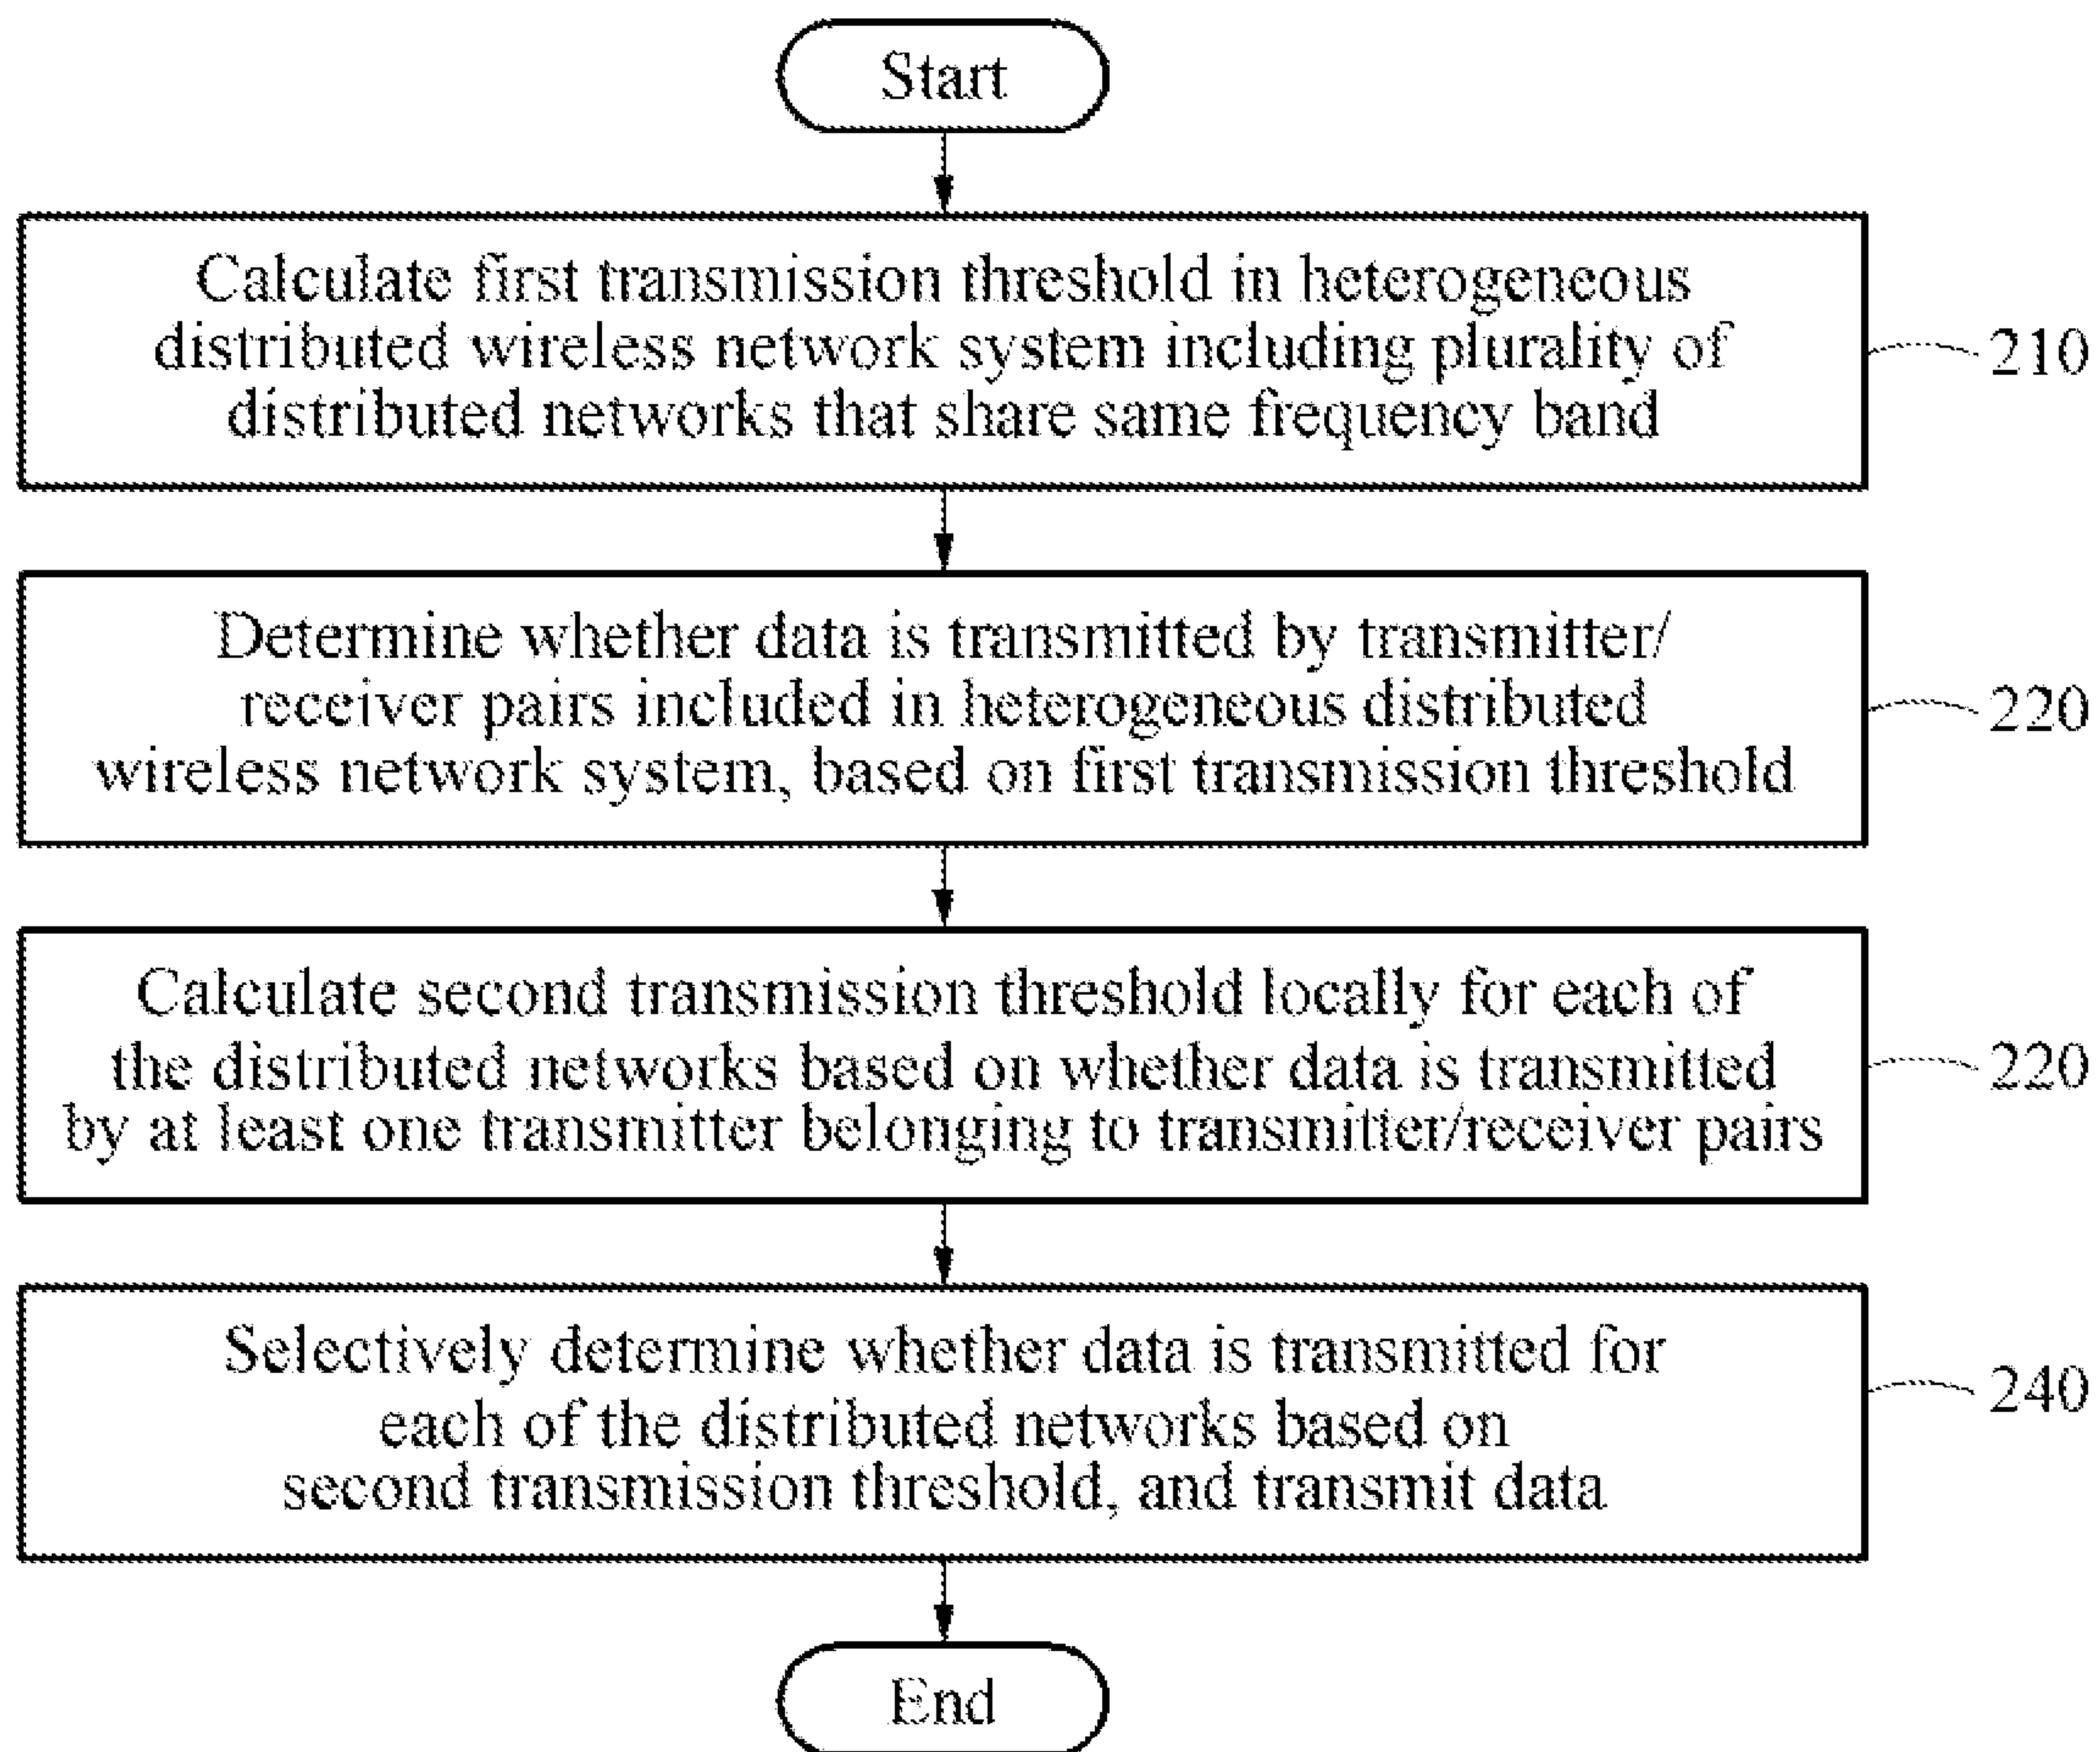 Start
Calculate first transmission threshold in heterogeneous
distributed wireless network system including plurality of
distributed networks that share same frequency band
210
Determine whether data is transmitted by transmitter/
receiver pairs included in heterogeneous distributed
wireless network system, based on first transmission threshold
220
Calculate second transmission threshold locally for each of
the distributed networks based on whether data is transmitted
by at least one transmitter belonging to transmitter/receiver pairs
220
Selectively determine whether data is transmitted for
each of the distributed networks based on
second transmission threshold, and transmit data
240
End